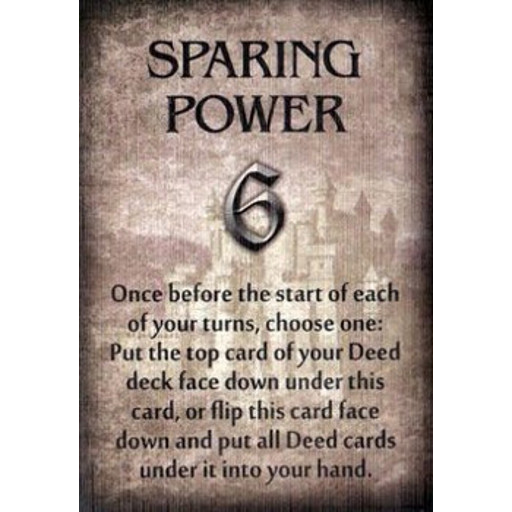 SPARING
POWER
6
Once before the start of each
of your turns, choose one:
Put the top card of your Deed
deck face down under this
card, or flip this card face
down and put all Deed cards
under it into your hand.